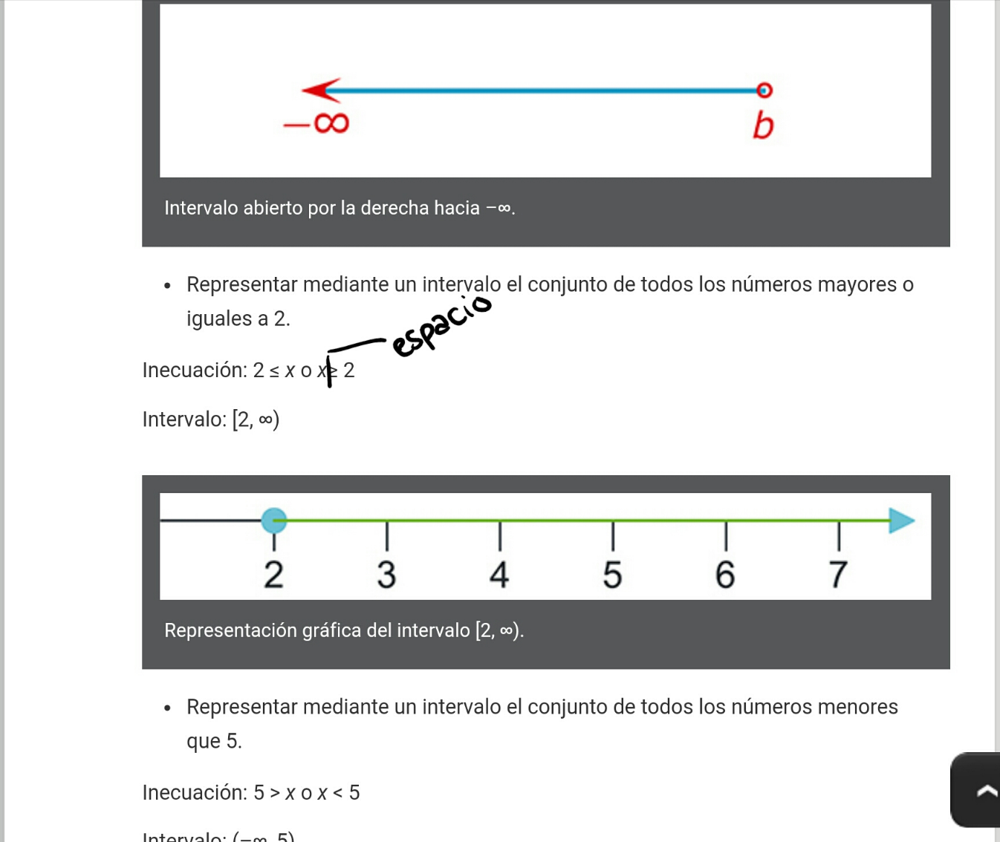 −∞
b
Intervalo abierto por la derecha hacia −∞.
• Representar mediante un intervalo el conjunto de todos los números mayores o
iguales a 2.
espacio
Inecuación: 2 ≤ x o x≥ 2
Intervalo: [2, ∞)
2 3 4 5 6 7
Representación gráfica del intervalo [2, ∞).
• Representar mediante un intervalo el conjunto de todos los números menores
que 5.
Inecuación: 5 > x o x < 5
Intervalo: (−∞, 5)